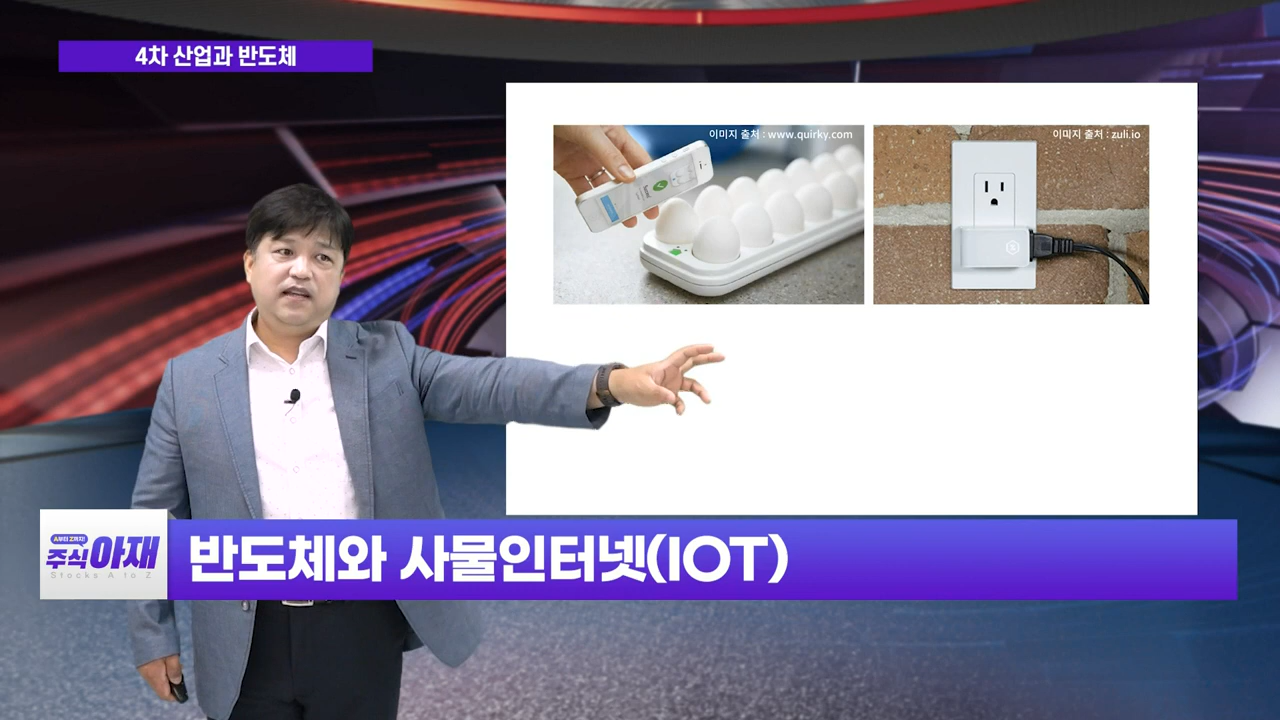 4차 산업과 반도체
이미지 출처 : www.quirky.com
이미지 출처 : zuli.io
A부터 Z까지!
주식아재
Stocks A to Z
반도체와 사물인터넷(IOT)